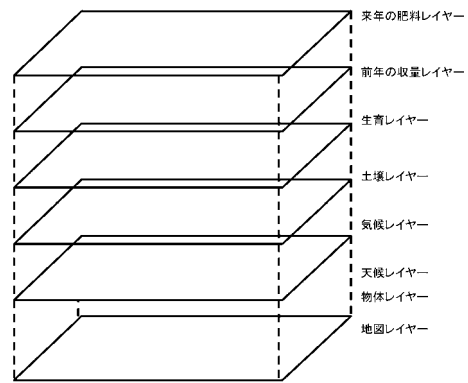 来年の肥料レイヤー
前年の収量レイヤー
生育レイヤー
土壌レイヤー
気候レイヤー
天候レイヤー
物体レイヤー
地図レイヤー